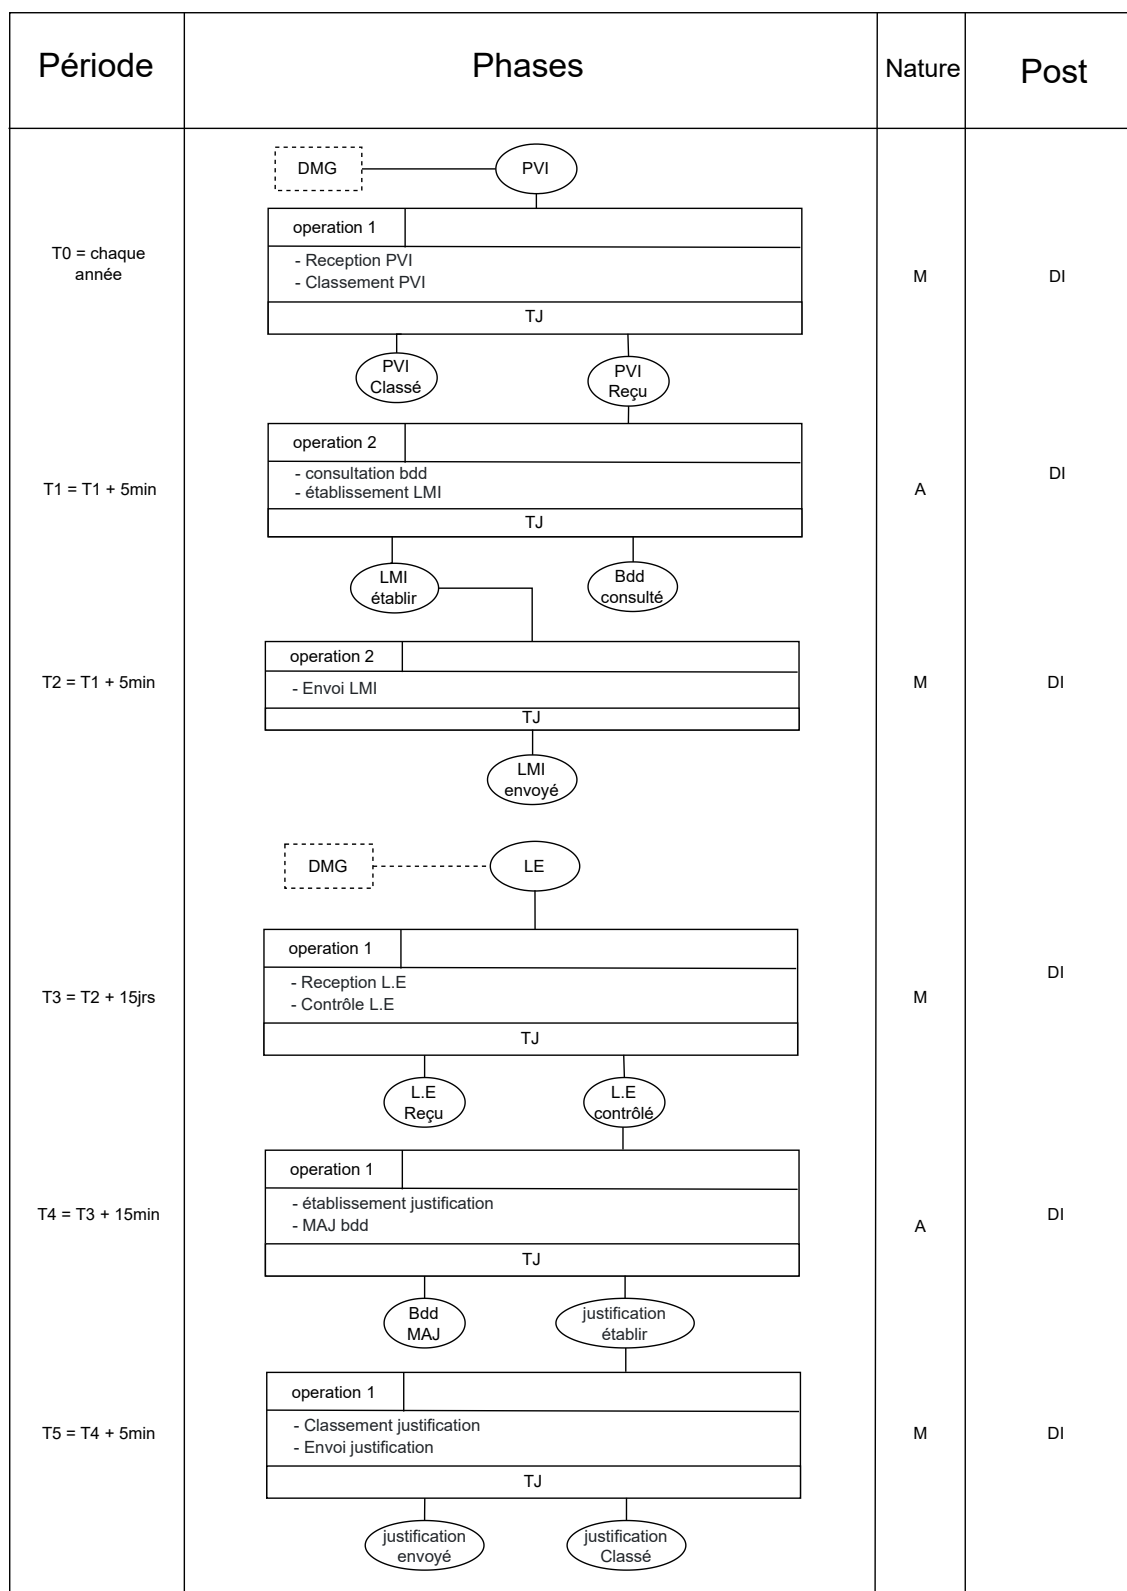 Période
Phases
Nature
Post
DMG
PVI
T0 = chaque
année
operation 1
- Reception PVI
- Classement PVI
TJ
M
DI
PVI
Classé
PVI
Reçu
T1 = T1 + 5min
operation 2
- consultation bdd
- établissement LMI
TJ
A
DI
LMI
établir
Bdd
consulté
T2 = T1 + 5min
operation 2
- Envoi LMI
TJ
M
DI
LMI
envoyé
DMG
LE
T3 = T2 + 15jrs
operation 1
- Reception L.E
- Contrôle L.E
TJ
M
DI
L.E
Reçu
L.E
contrôlé
T4 = T3 + 15min
operation 1
- établissement justification
- MAJ bdd
TJ
A
DI
Bdd
MAJ
justification
établir
T5 = T4 + 5min
operation 1
- Classement justification
- Envoi justification
TJ
M
DI
justification
envoyé
justification
Classé